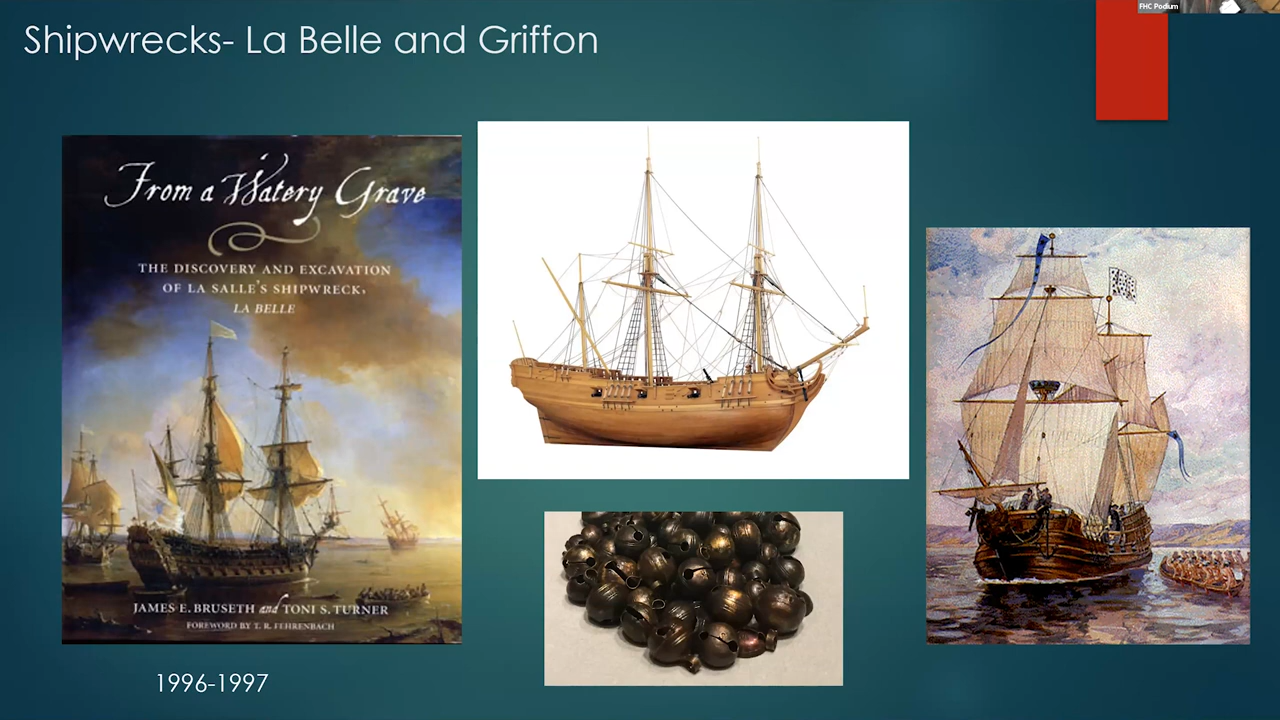 FHC Podium
Shipwrecks- La Belle and Griffon
From a Watery Grave
THE DISCOVERY AND EXCAVATION
OF LA SALLE'S SHIPWRECK,
LA BELLE
JAMES E. BRUSETH and TONI S. TURNER
FOREWORD BY T. R. FEHRENBACH
1996-1997